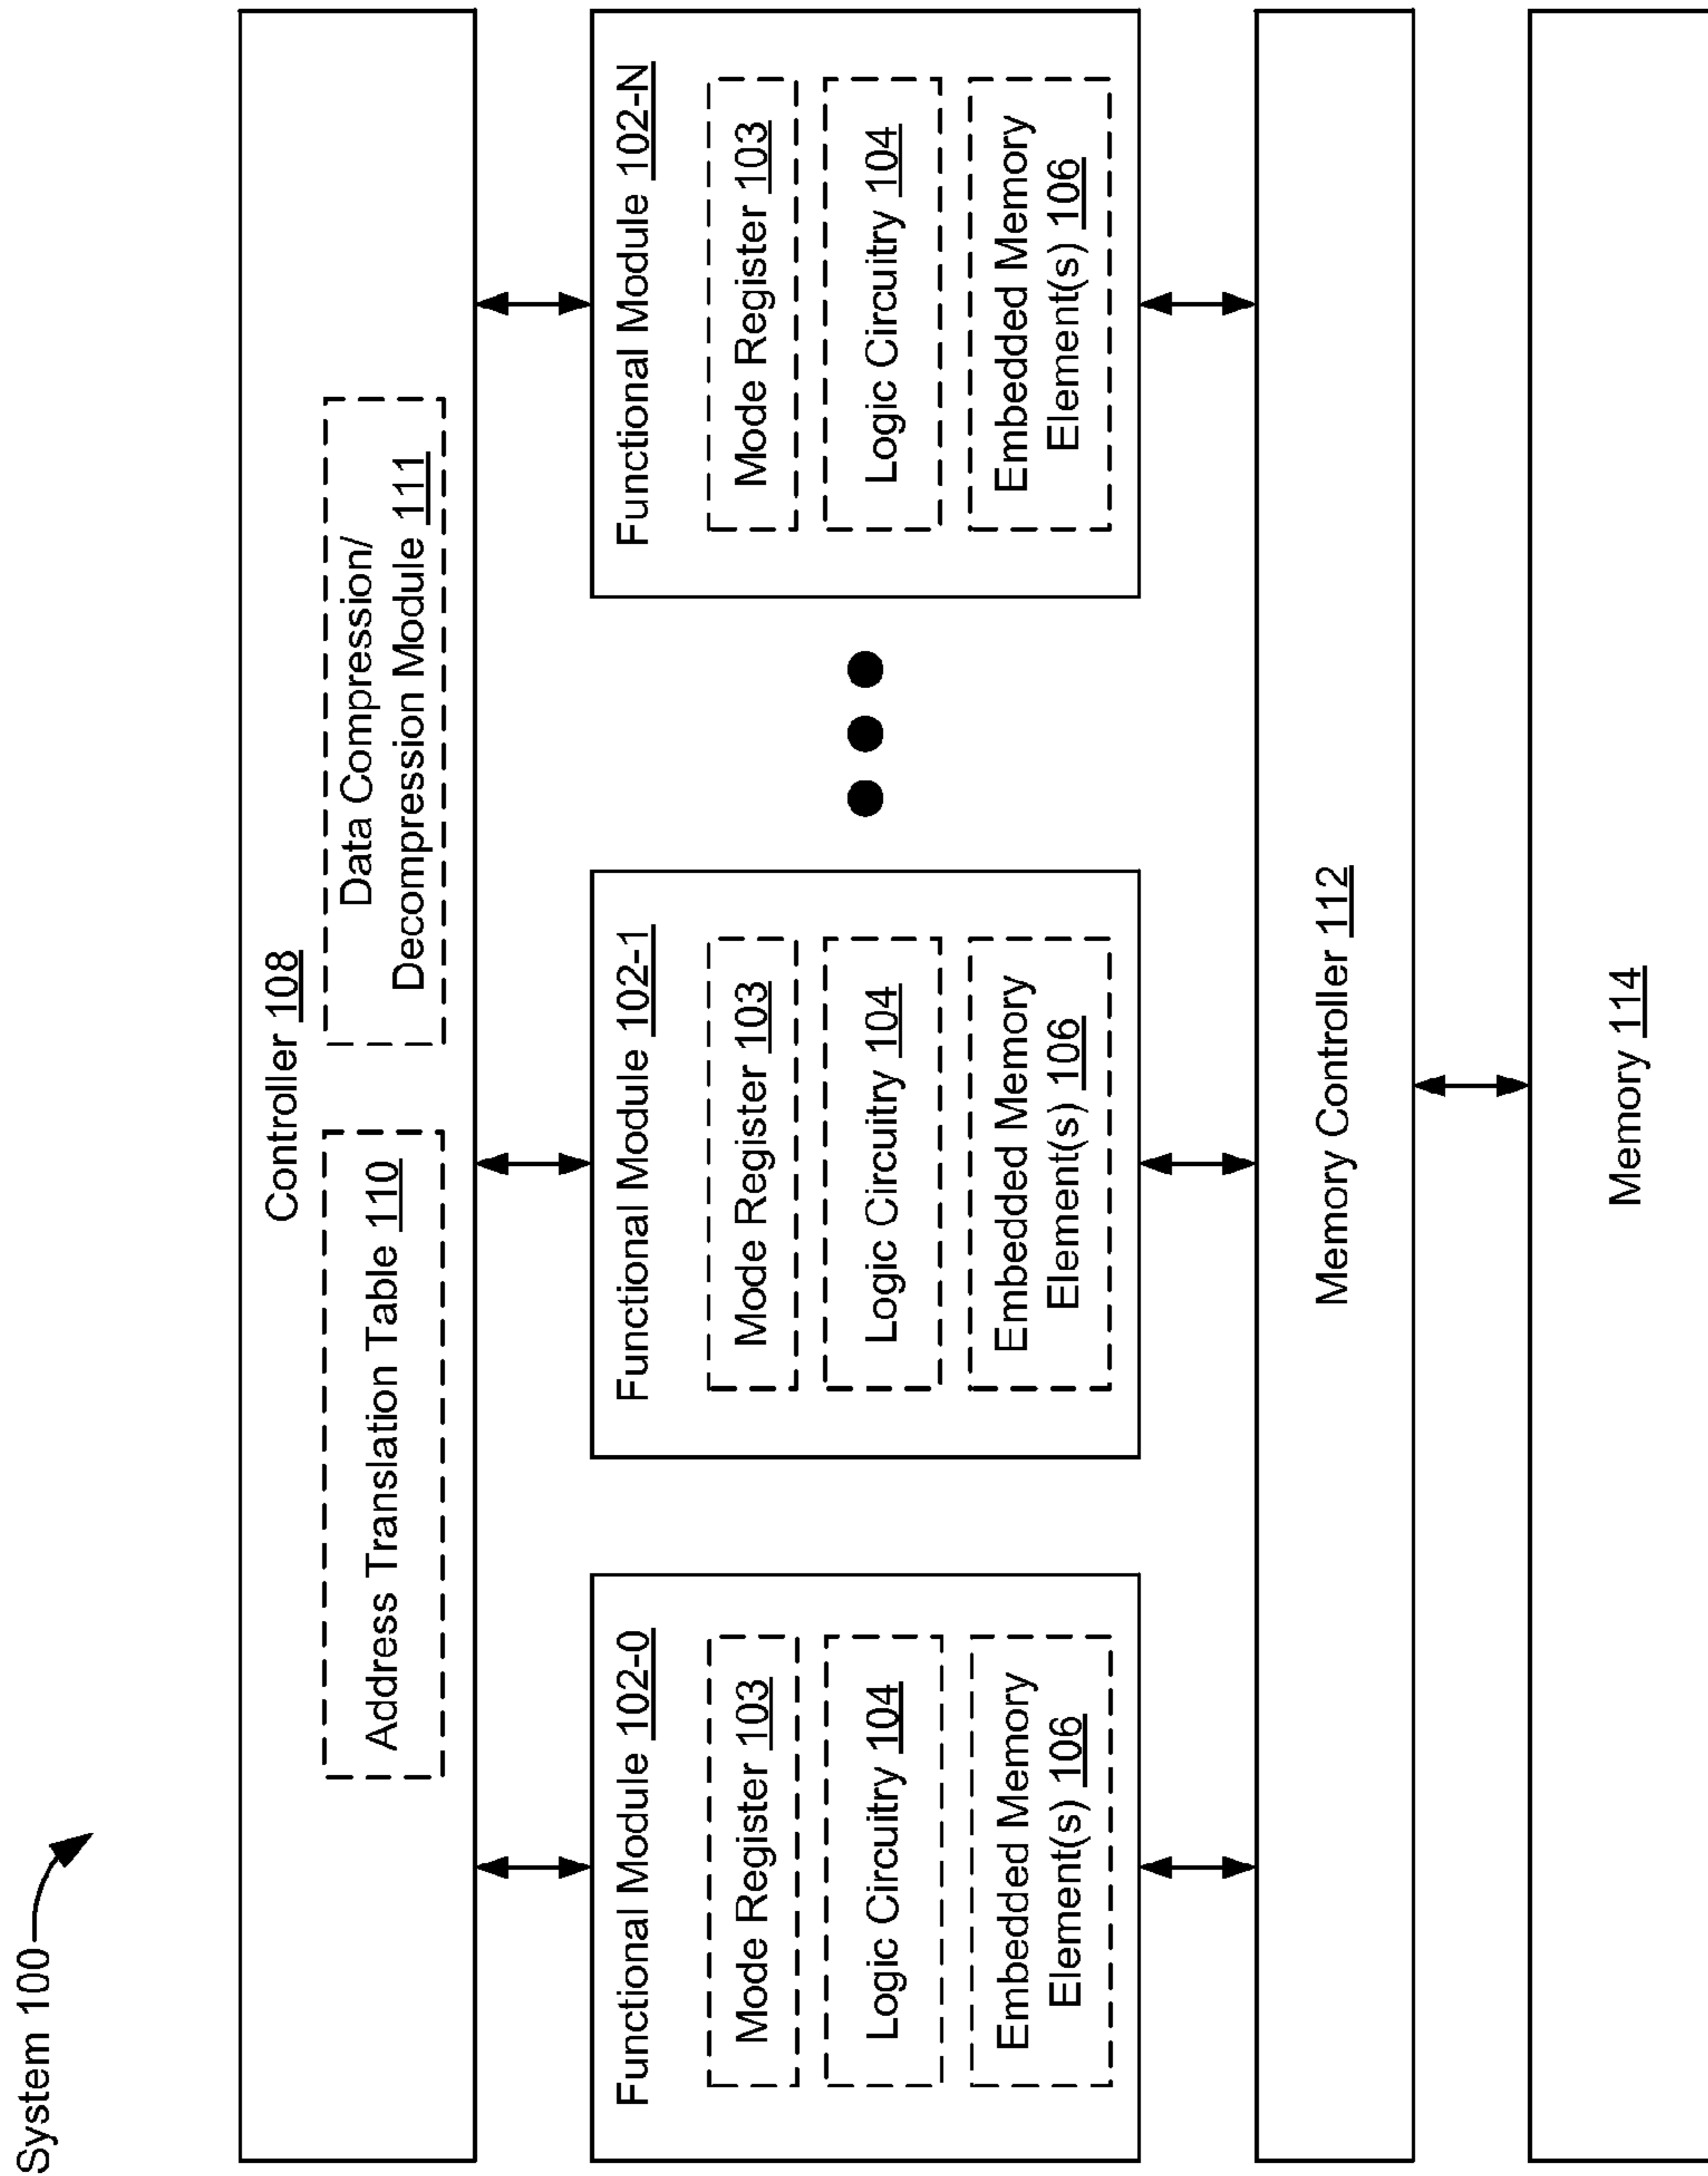 System 100
Controller 108
Address Translation Table 110
Data Compression/
Decompression Module 111
Functional Module 102-0
Mode Register 103
Logic Circuitry 104
Embedded Memory
Element(s) 106
Functional Module 102-1
Mode Register 103
Logic Circuitry 104
Embedded Memory
Element(s) 106
Functional Module 102-N
Mode Register 103
Logic Circuitry 104
Embedded Memory
Element(s) 106
Memory Controller 112
Memory 114